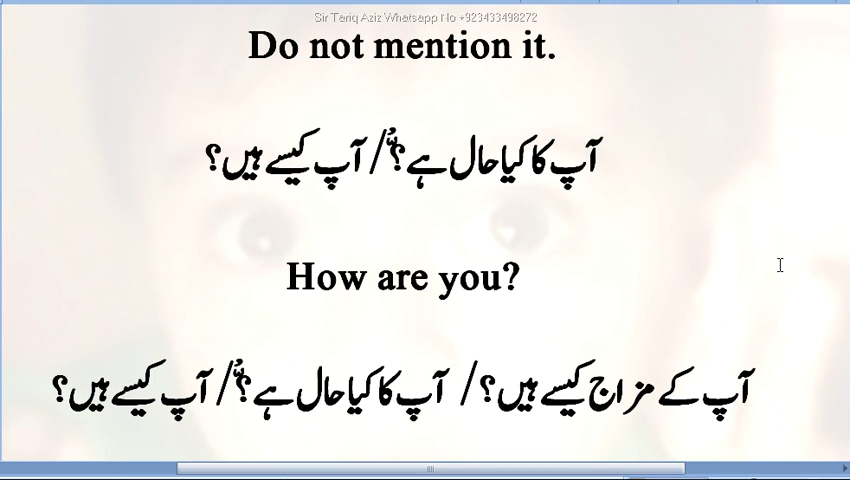 Sir Tariq Aziz Whatsapp No +923433498272
Do not mention it.
آپ کا کیا حال ہے؟/ آپ کیسے ہیں؟
How are you?
آپ کے مزاج کیسے ہیں؟ / آپ کا کیا حال ہے؟/ آپ کیسے ہیں؟